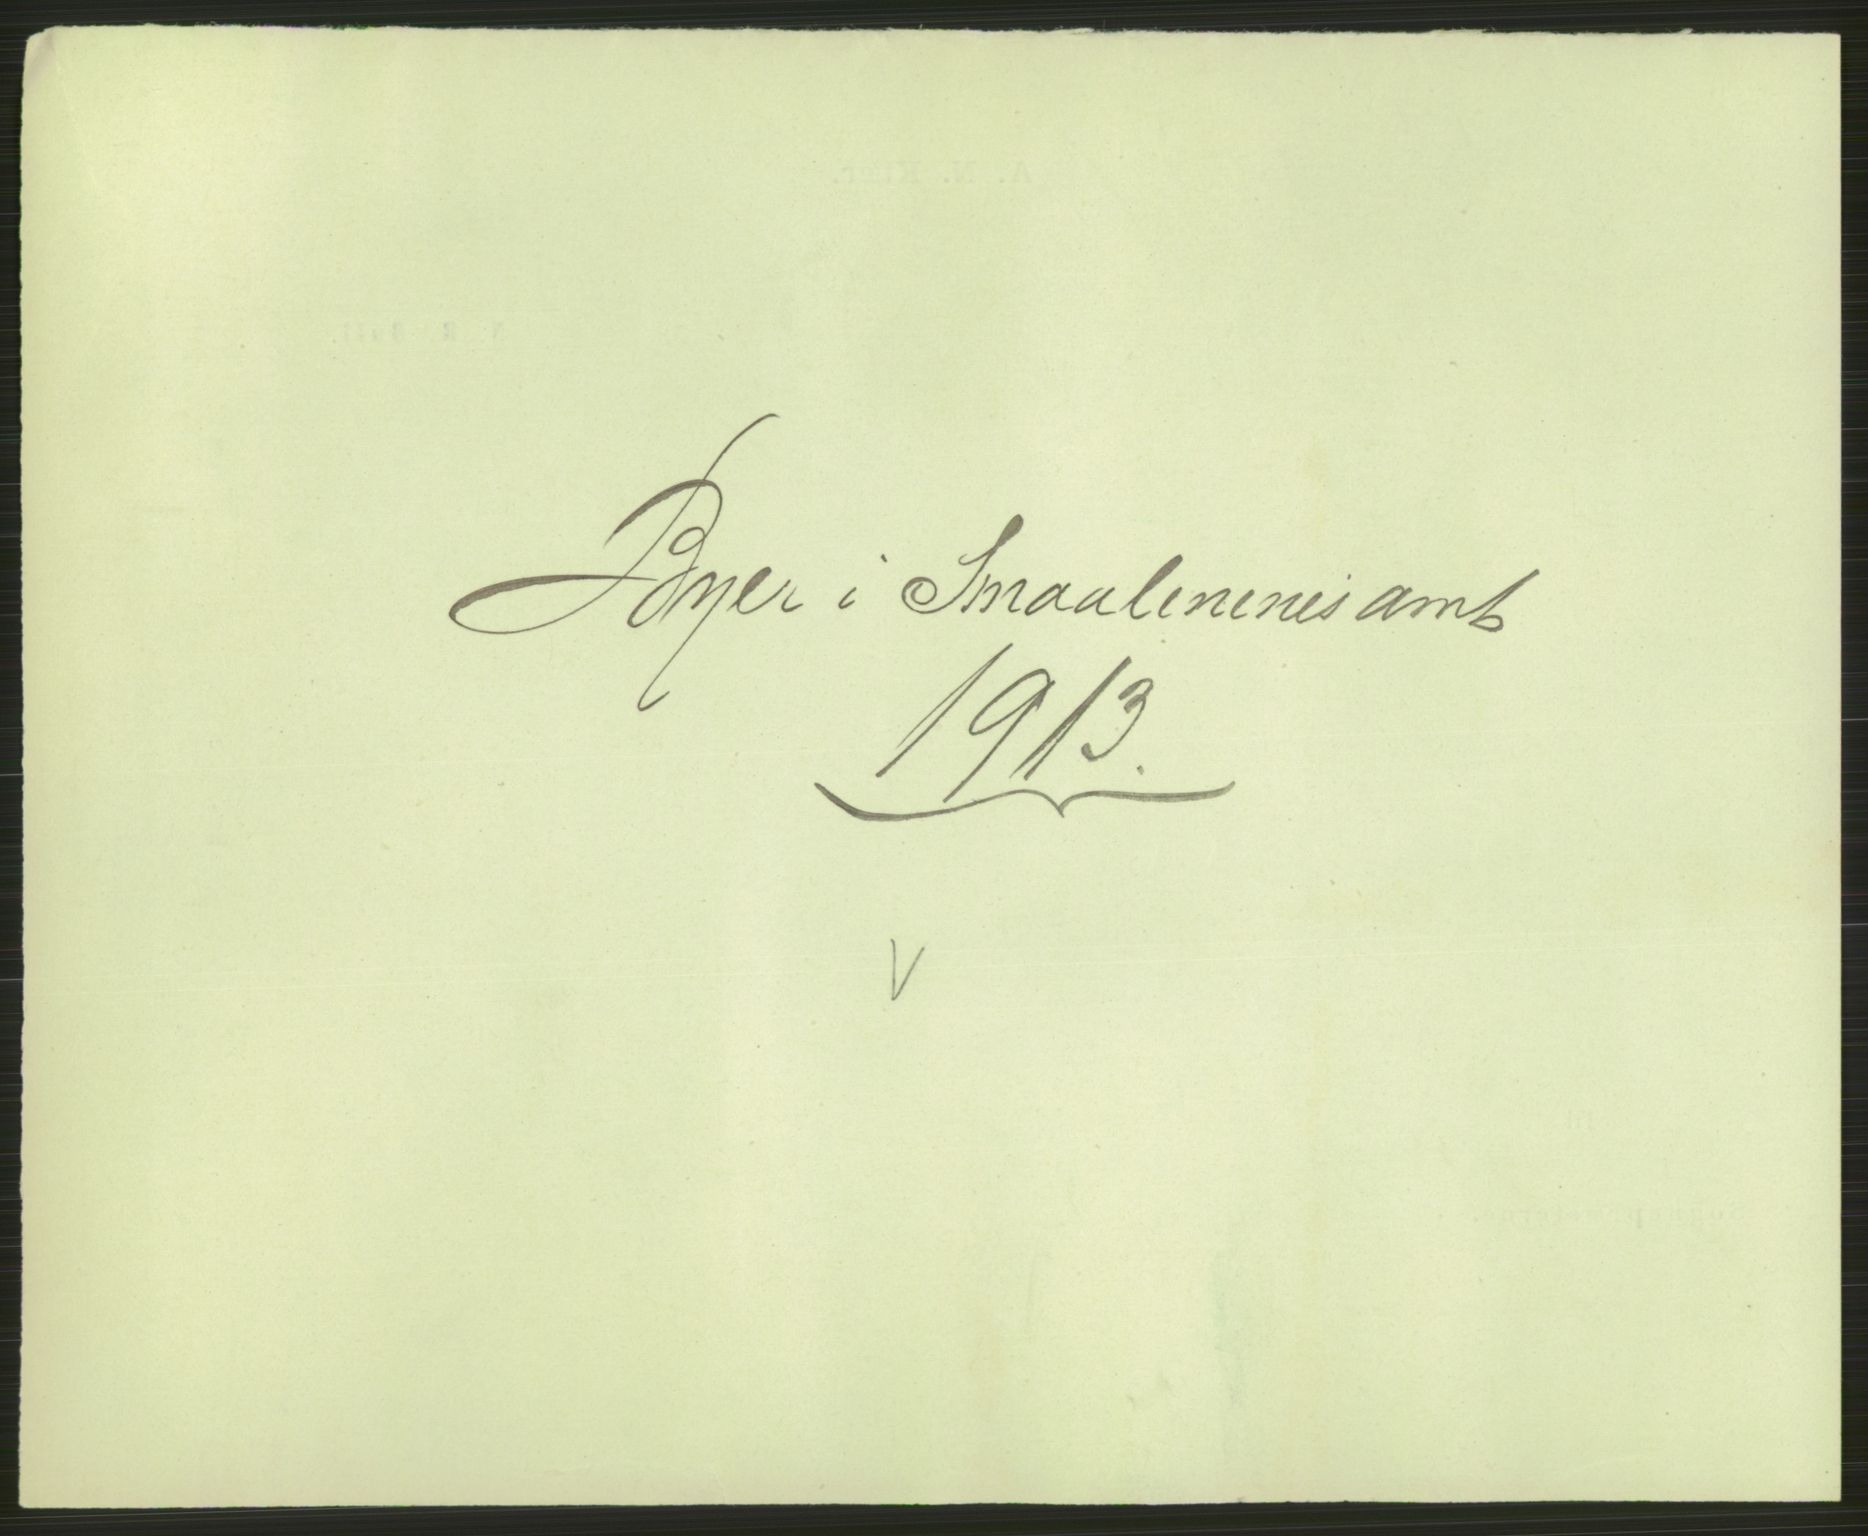 Byer i Smaalenenes amt
1913.
V